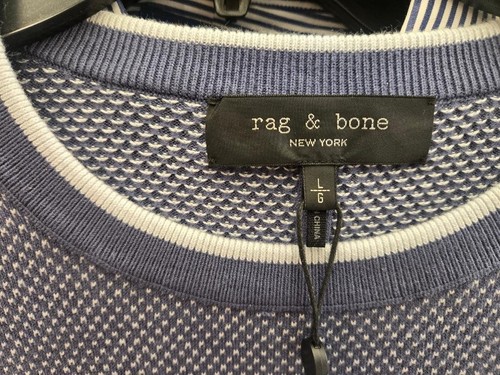 rag & bone
NEW YORK
L
G
CHINA